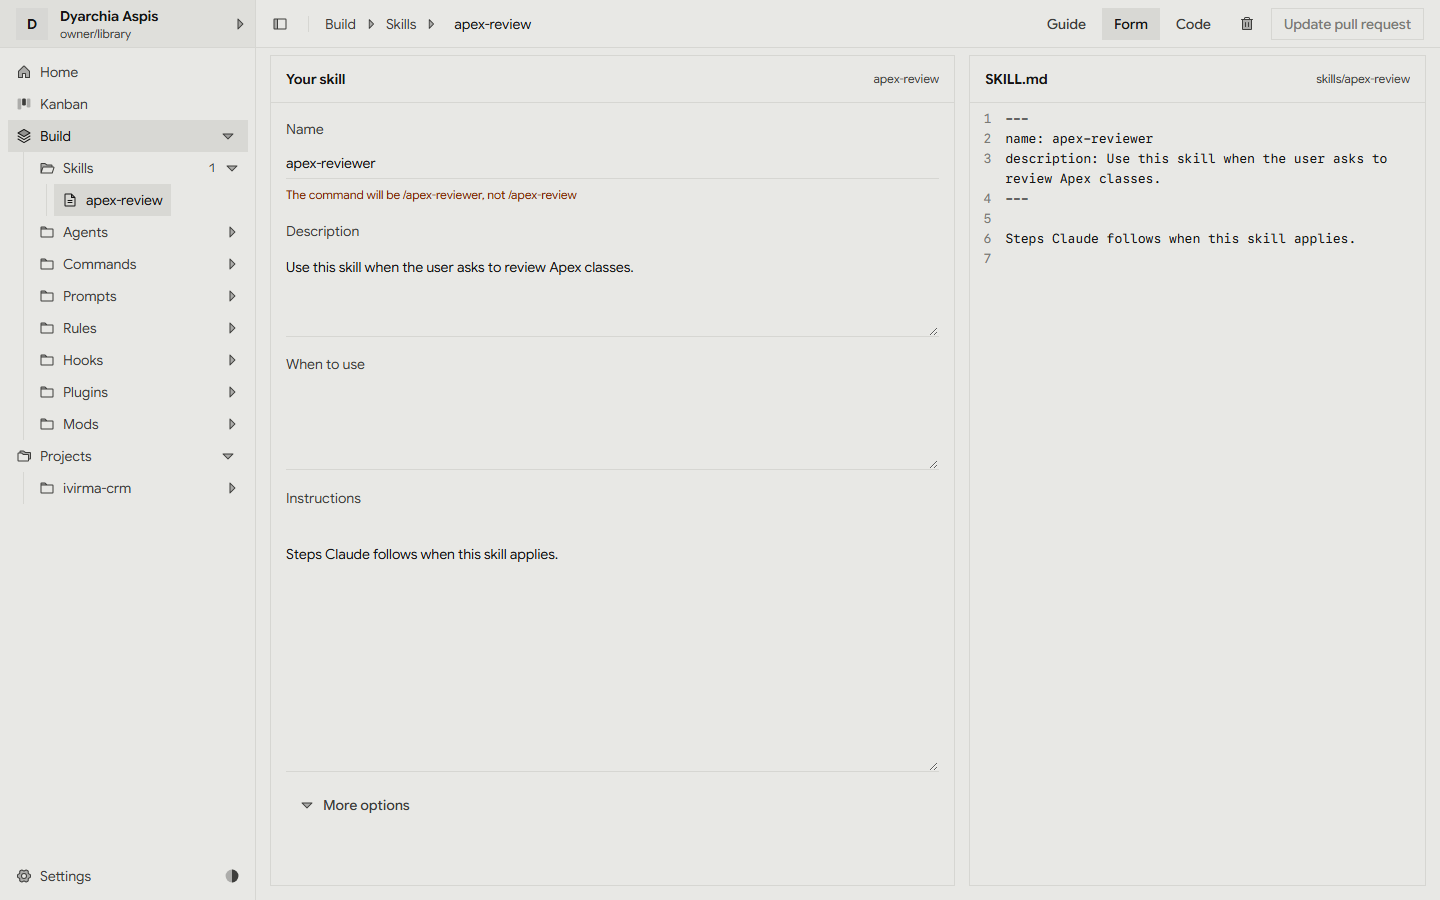 D
Dyarchia Aspis
owner/library
Home
Kanban
Build
Skills 1
apex-review
Agents
Commands
Prompts
Rules
Hooks
Plugins
Mods
Projects
ivirma-crm
Settings
Build Skills apex-review
Guide Form Code Update pull request
Your skill apex-review
Name
apex-reviewer
The command will be /apex-reviewer, not /apex-review
Description
Use this skill when the user asks to review Apex classes.
When to use
Instructions
Steps Claude follows when this skill applies.
More options
SKILL.md skills/apex-review
1 ---
2 name: apex-reviewer
3 description: Use this skill when the user asks to
review Apex classes.
4 ---
5
6 Steps Claude follows when this skill applies.
7